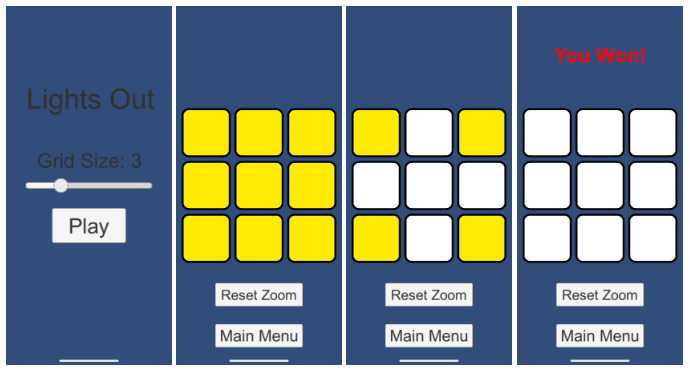 Lights Out
Grid Size: 3
Play
Reset Zoom
Main Menu
Reset Zoom
Main Menu
You Won!
Reset Zoom
Main Menu